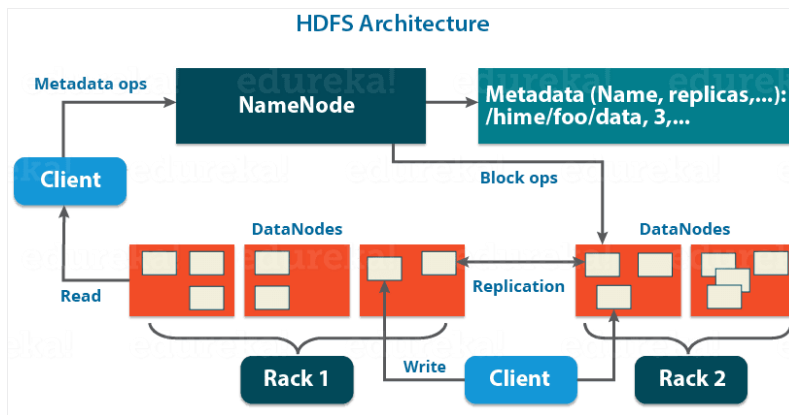 HDFS Architecture
Metadata ops
NameNode
Metadata (Name, replicas,...):
/hime/foo/data, 3,...
Client
Block ops
DataNodes
DataNodes
Read
Replication
Write
Rack 1
Client
Rack 2
edureka!